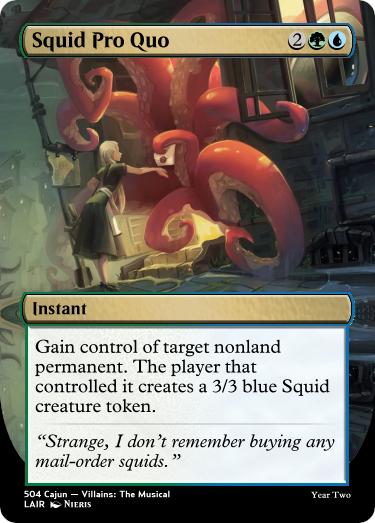 Squid Pro Quo 2
Instant
Gain control of target nonland
permanent. The player that
controlled it creates a 3/3 blue Squid
creature token.
“Strange, I don’t remember buying any
mail-order squids.”
504 Cajun — Villains: The Musical
Year Two
LAIR Nieris